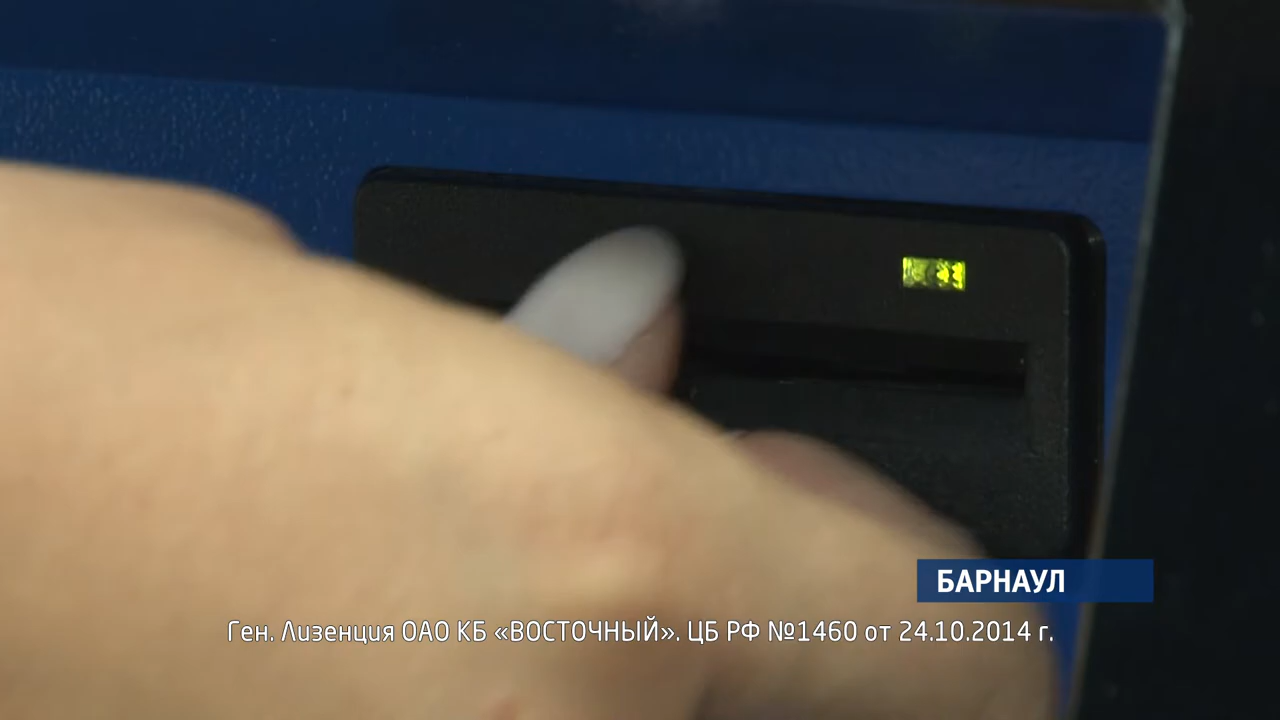 БАРНАУЛ
Ген. Лизенция ОАО КБ «ВОСТОЧНЫЙ». ЦБ РФ №1460 от 24.10.2014 г.